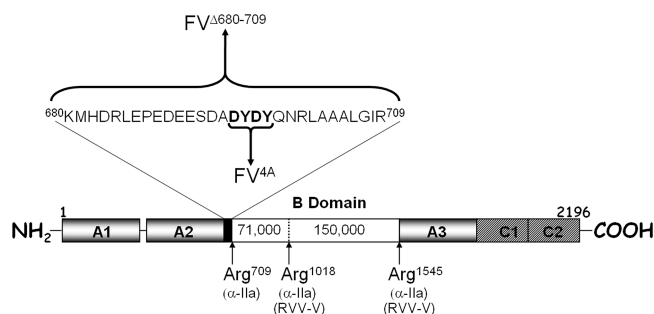 FVΔ680-709
680KMHDRLEPEDEESDADYDYQNRLAAALGIR709
FV4A
B Domain
1 2196
NH2 A1 A2 71,000 150,000 A3 C1 C2 COOH
Arg709 Arg1018 Arg1545
(α-IIa) (α-IIa) (α-IIa)
(RVV-V) (RVV-V)